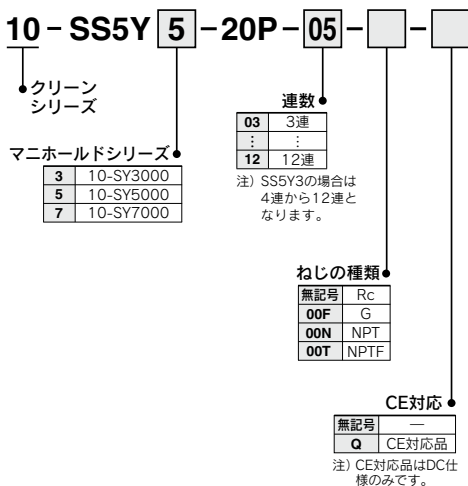 10-SS5Y 5-20P-05-□-□
クリーン
シリーズ
マニホールドシリーズ
3 10-SY3000
5 10-SY5000
7 10-SY7000
連数
03 3連
⋮ ⋮
12 12連
注) SS5Y3の場合は
4連から12連と
なります。
ねじの種類
無記号 Rc
00F G
00N NPT
00T NPTF
CE対応
無記号 —
Q CE対応品
注) CE対応品はDC仕
様のみです。